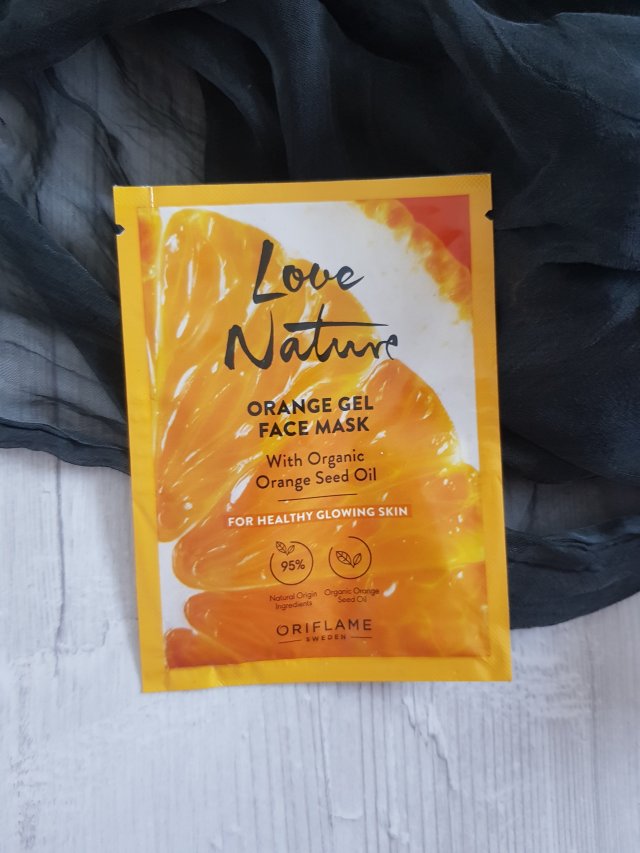 Love
Nature
ORANGE GEL
FACE MASK
With Organic
Orange Seed Oil
FOR HEALTHY GLOWING SKIN
95%
Natural Origin
Ingredients
Organic Orange
Seed Oil
ORIFLAME
SWEDEN